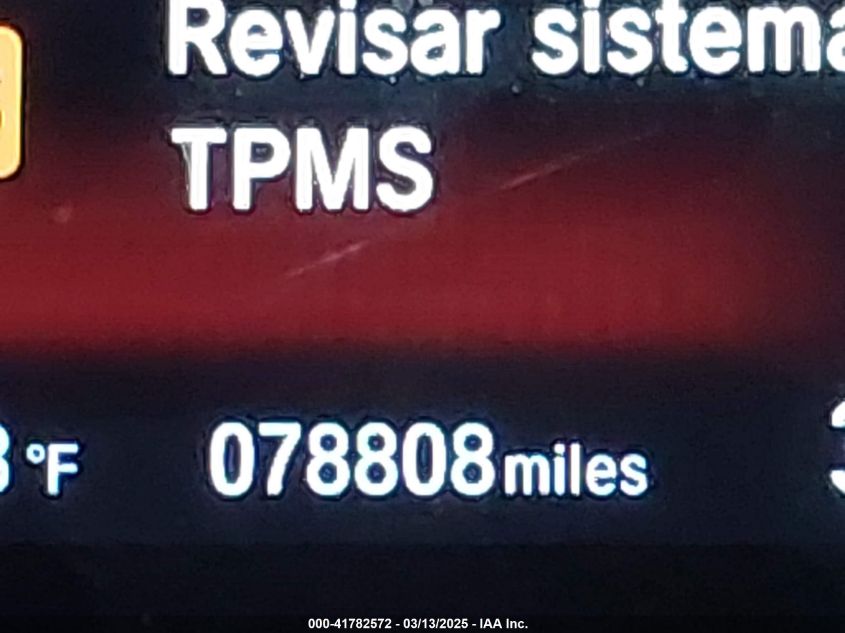 Revisar sistema
TPMS
°F
078808 miles
000-41782572 - 03/13/2025 - IAA Inc.